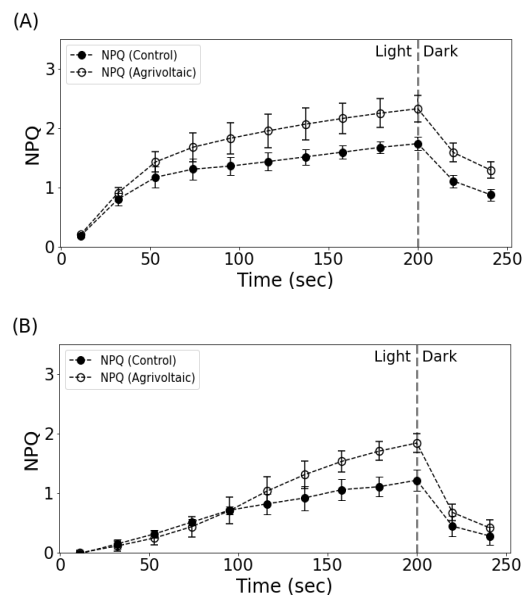 (A)
NPQ (Control)
NPQ (Agrivoltaic)
Light Dark
3
2
1
0
NPQ
0 50 100 150 200 250
Time (sec)
(B)
NPQ (Control)
NPQ (Agrivoltaic)
Light Dark
3
2
1
0
NPQ
0 50 100 150 200 250
Time (sec)